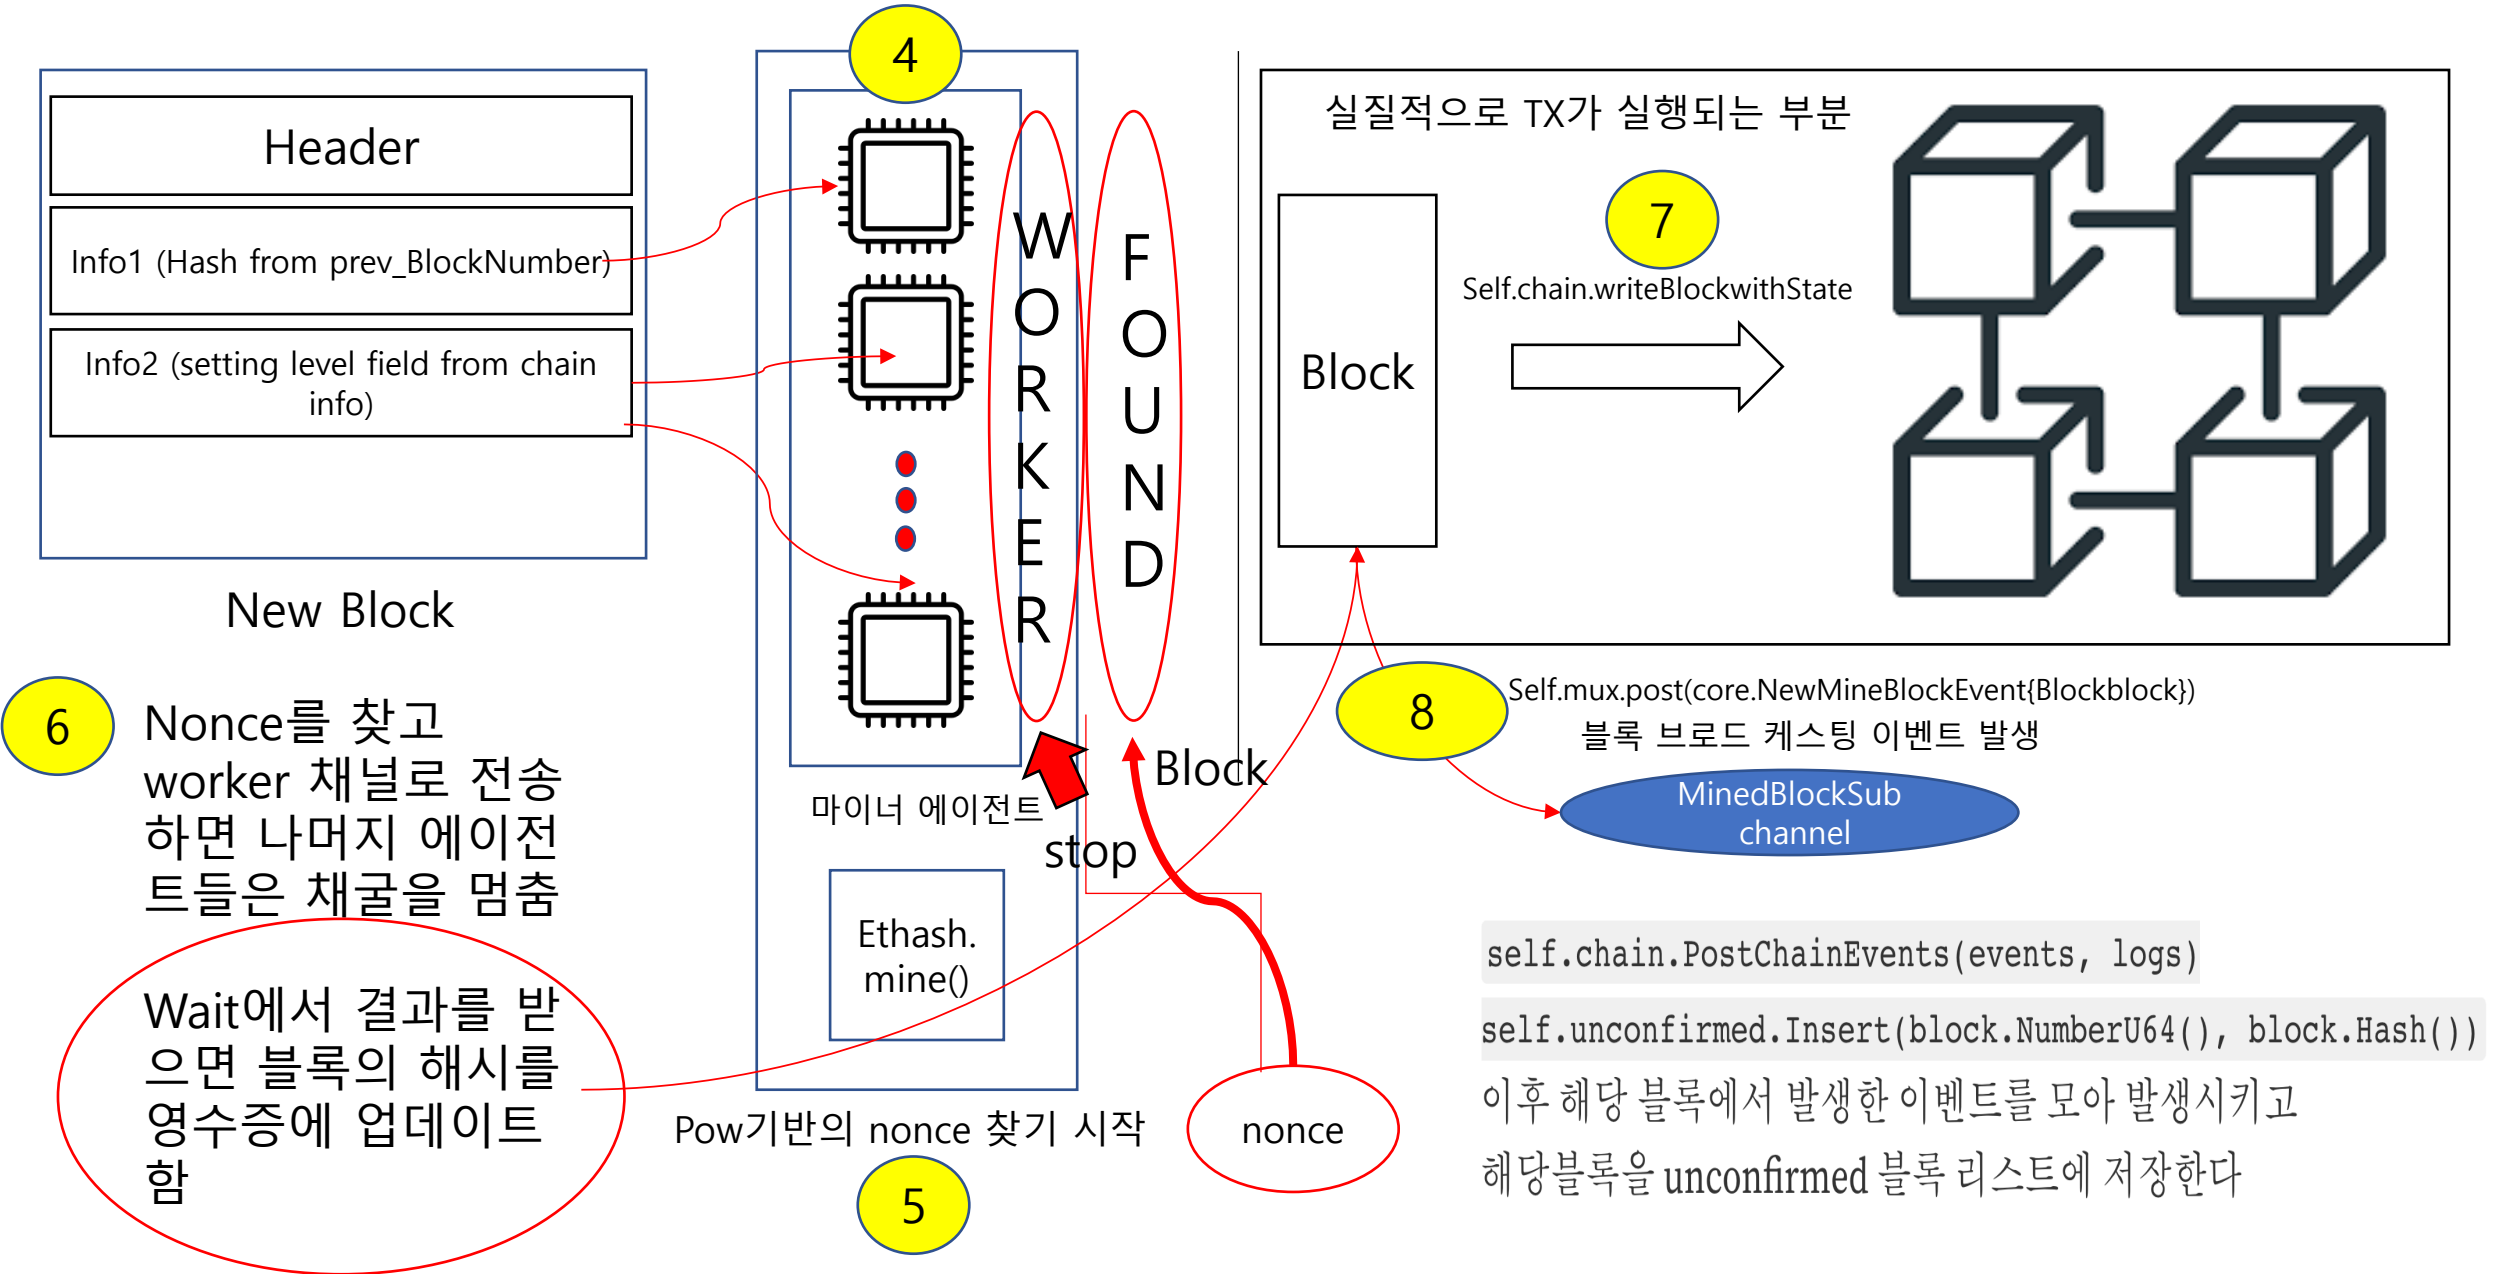 4
Header
Info1 (Hash from prev_BlockNumber)
Info2 (setting level field from chain
info)
New Block
WORKER
FOUND
실질적으로 TX가 실행되는 부분
7
Self.chain.writeBlockwithState
Block
6
Nonce를 찾고
worker 채널로 전송
하면 나머지 에이전
트들은 채굴을 멈춤
Wait에서 결과를 받
으면 블록의 해시를
영수증에 업데이트
함
마이너 에이전트
stop
Block
Ethash.
mine()
Pow기반의 nonce 찾기 시작
5
nonce
8
Self.mux.post(core.NewMineBlockEvent{Blockblock})
블록 브로드 케스팅 이벤트 발생
MinedBlockSub
channel
self.chain.PostChainEvents(events, logs)
self.unconfirmed.Insert(block.NumberU64(), block.Hash())
이후 해당 블록에서 발생한 이벤트를 모아 발생시키고
해당블록을 unconfirmed 블록 리스트에 저장한다